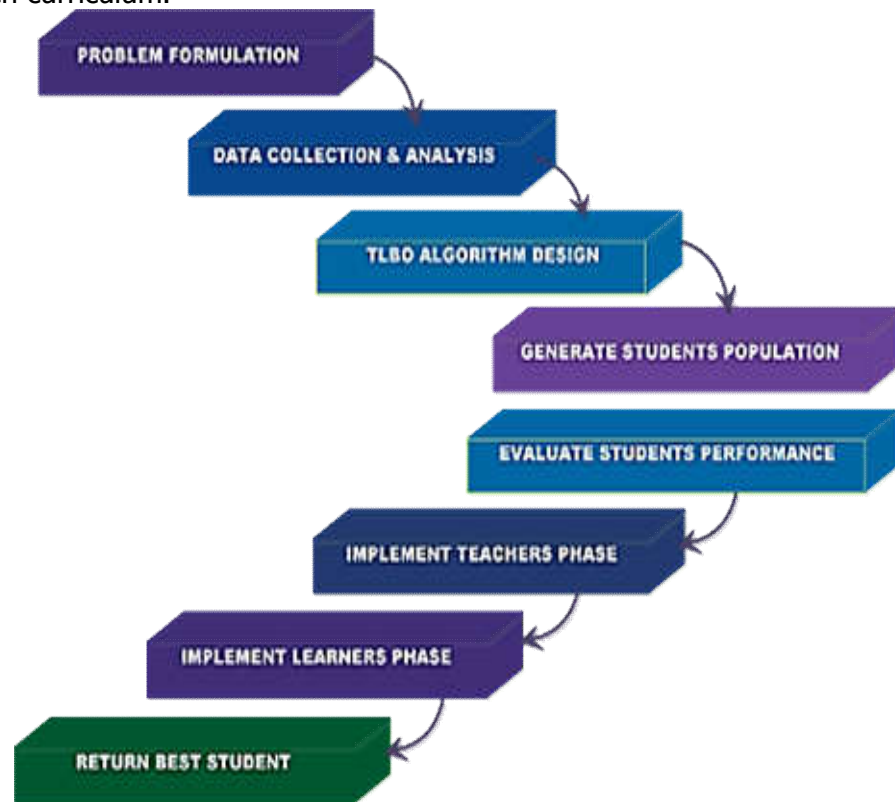 curriculum.
PROBLEM FORMULATION
DATA COLLECTION & ANALYSIS
TLBO ALGORITHM DESIGN
GENERATE STUDENTS POPULATION
EVALUATE STUDENTS PERFORMANCE
IMPLEMENT TEACHERS PHASE
IMPLEMENT LEARNERS PHASE
RETURN BEST STUDENT